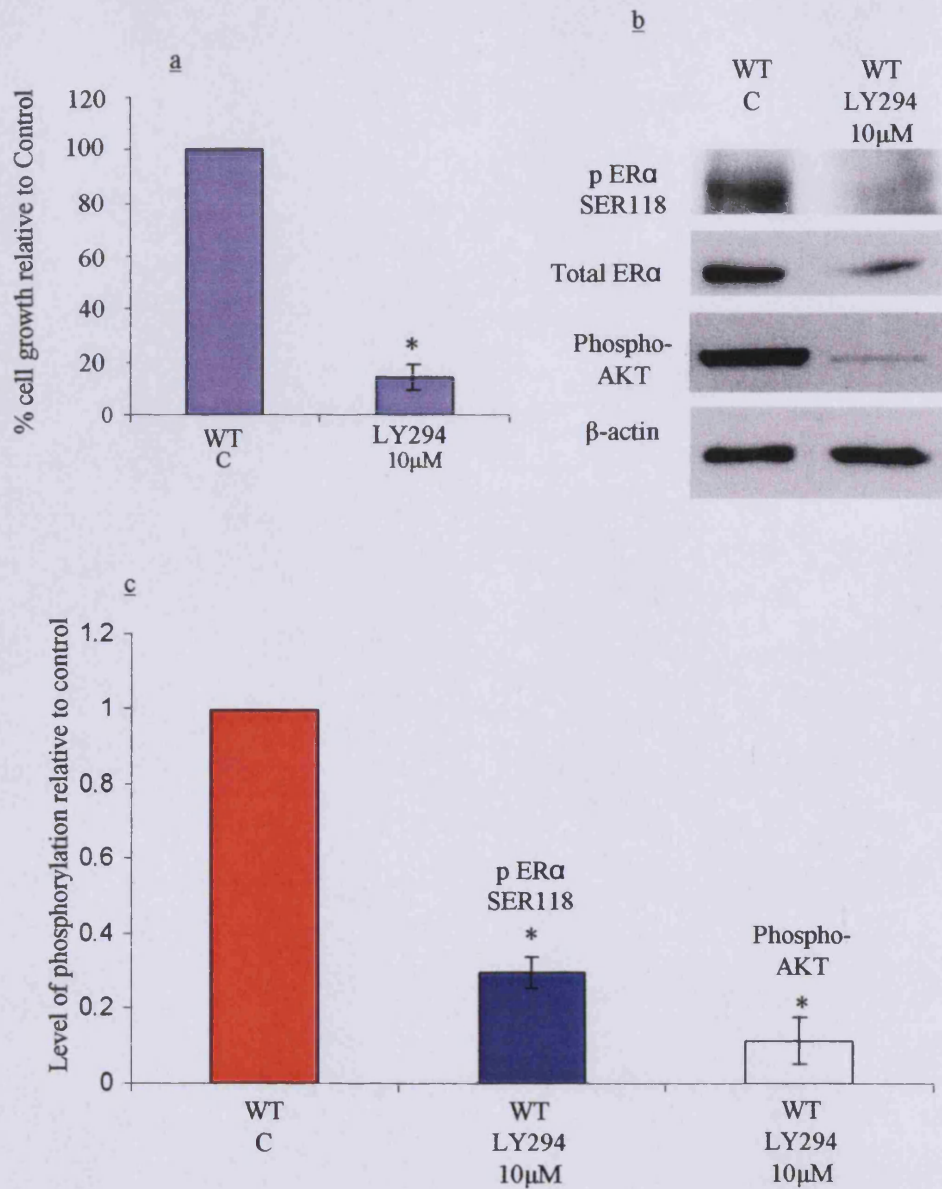 a
% cell growth relative to Control
120
100
80
60
40
20
0
*
WT
C
LY294
10µM
b
WT
C
WT
LY294
10µM
p ERα
SER118
Total ERα
Phospho-
AKT
β-actin
c
Level of phosphorylation relative to control
1.2
1
0.8
0.6
0.4
0.2
0
p ERα
SER118
*
Phospho-
AKT
*
WT
C
WT
LY294
10µM
WT
LY294
10µM